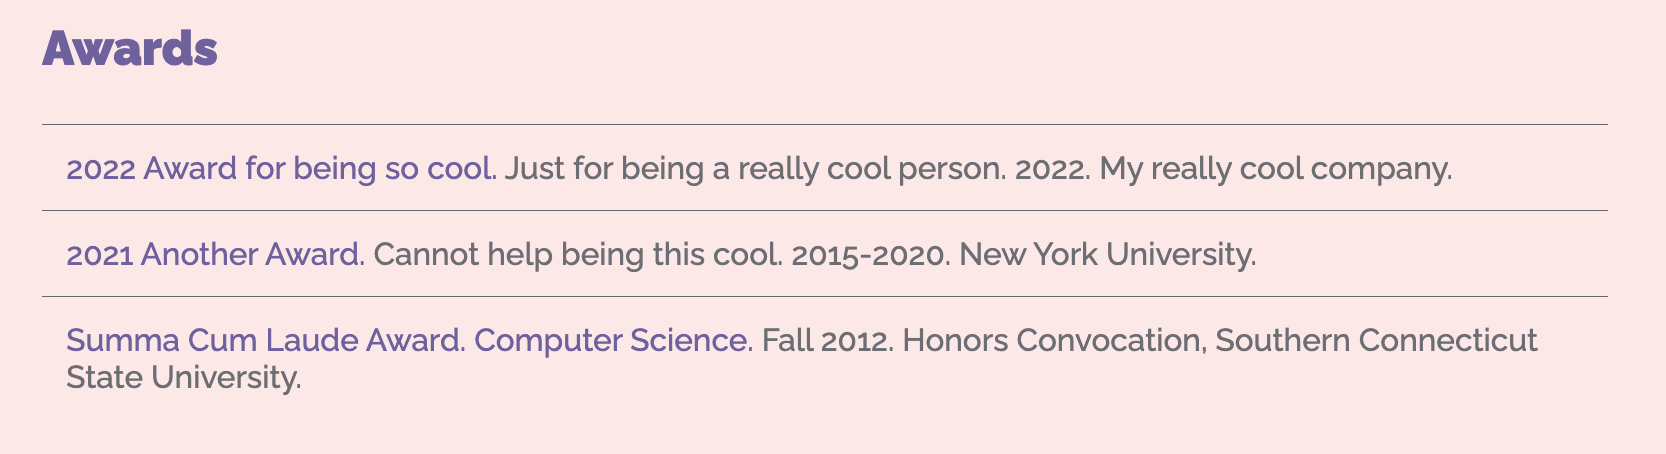 Awards
2022 Award for being so cool. Just for being a really cool person. 2022. My really cool company.
2021 Another Award. Cannot help being this cool. 2015-2020. New York University.
Summa Cum Laude Award. Computer Science. Fall 2012. Honors Convocation, Southern Connecticut
State University.